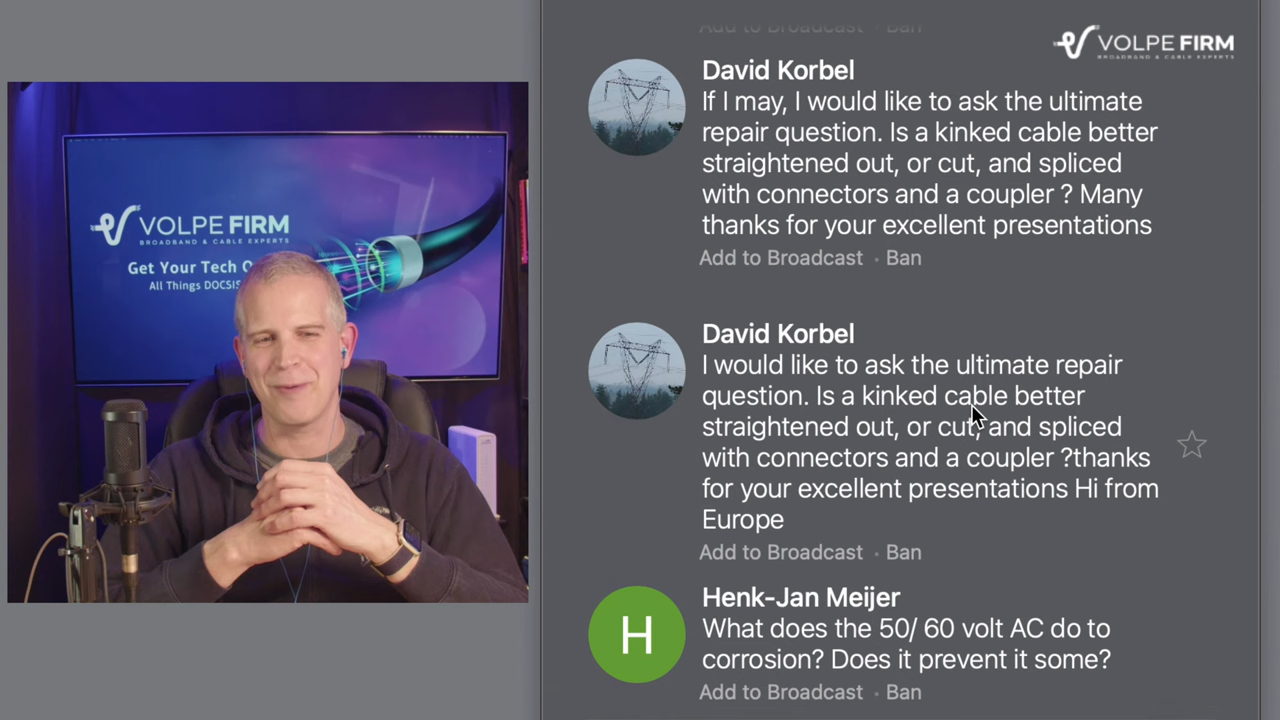 VOLPE FIRM
BROADBAND & CABLE EXPERTS
Get Your Tech O
All Things DOCSIS
Add to Broadcast · Ban
VOLPE FIRM
BROADBAND & CABLE EXPERTS
David Korbel
If I may, I would like to ask the ultimate
repair question. Is a kinked cable better
straightened out, or cut, and spliced
with connectors and a coupler ? Many
thanks for your excellent presentations
Add to Broadcast · Ban
David Korbel
I would like to ask the ultimate repair
question. Is a kinked cable better
straightened out, or cut, and spliced
with connectors and a coupler ?thanks
for your excellent presentations Hi from
Europe
Add to Broadcast · Ban
H
Henk-Jan Meijer
What does the 50/ 60 volt AC do to
corrosion? Does it prevent it some?
Add to Broadcast · Ban